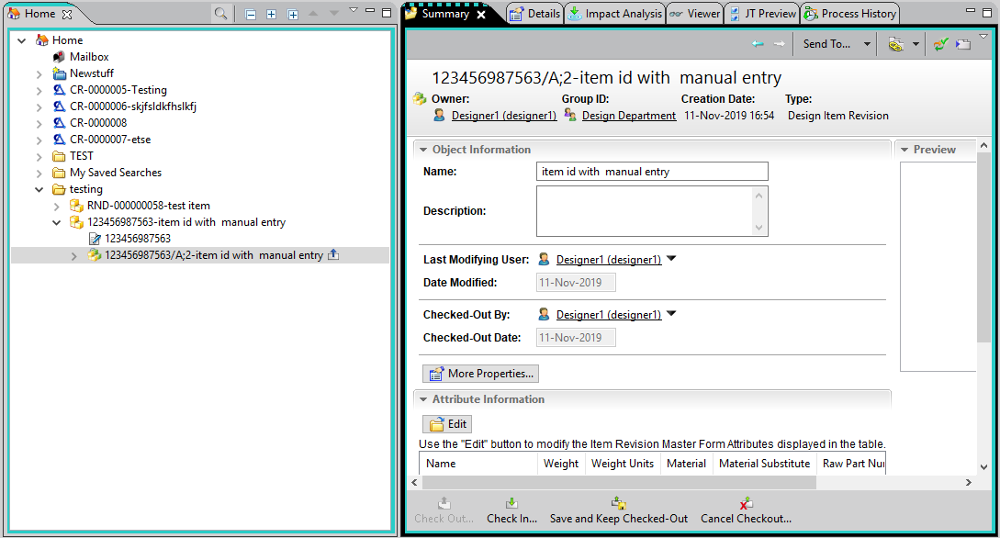 Home
Home
Mailbox
Newstuff
CR-0000005-Testing
CR-0000006-skjfsldkfhslkfj
CR-0000008
CR-0000007-etse
TEST
My Saved Searches
testing
RND-000000058-test item
123456987563-item id with  manual entry
123456987563
123456987563/A;2-item id with  manual entry
Summary Details Impact Analysis Viewer JT Preview Process History
Send To...
123456987563/A;2-item id with  manual entry
Owner: Group ID: Creation Date: Type:
Designer1 (designer1) Design Department 11-Nov-2019 16:54 Design Item Revision
Object Information
Preview
Name: item id with  manual entry
Description:
Last Modifying User: Designer1 (designer1)
Date Modified: 11-Nov-2019
Checked-Out By: Designer1 (designer1)
Checked-Out Date: 11-Nov-2019
More Properties...
Attribute Information
Edit
Use the "Edit" button to modify the Item Revision Master Form Attributes displayed in the table.
Name Weight Weight Units Material Material Substitute Raw Part Nu
Check Out... Check In... Save and Keep Checked-Out Cancel Checkout...